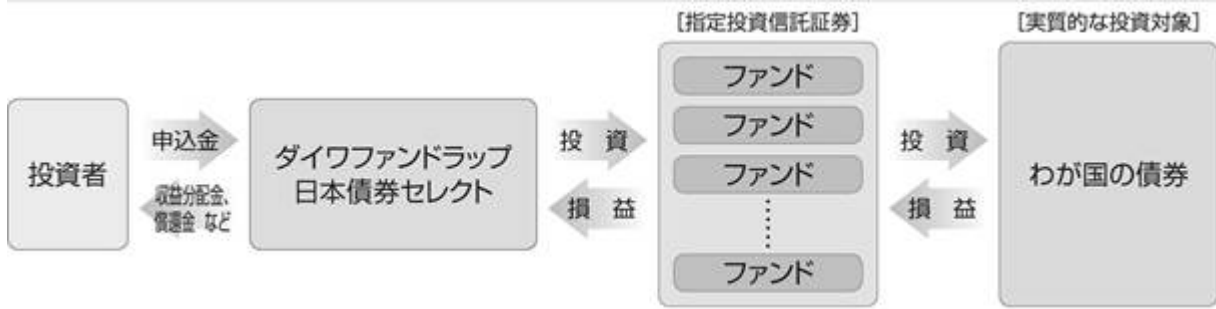 [指定投資信託証券]
[実質的な投資対象]
投資者
申込金
収益分配金、
償還金 など
ダイワファンドラップ
日本債券セレクト
投 資
損 益
ファンド
ファンド
ファンド
ファンド
投 資
損 益
わが国の債券